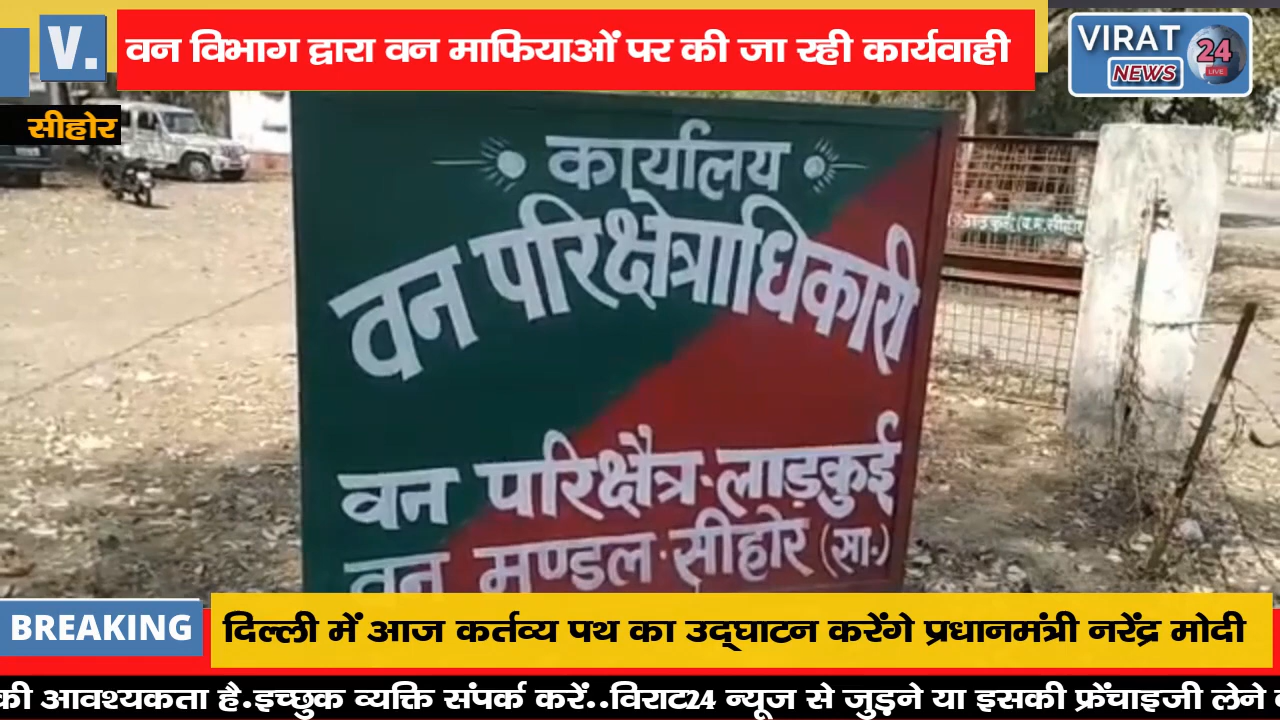 V.
वन विभाग द्वारा वन माफियाओं पर की जा रही कार्यवाही
VIRAT
24
LIVE
NEWS
सीहोर
कार्यालय
वन परिक्षेत्राधिकारी
वन परिक्षैत्र-लाड़कुई
वन मण्डल-सीहोर (सा.)
BREAKING
दिल्ली में आज कर्तव्य पथ का उद्घाटन करेंगे प्रधानमंत्री नरेंद्र मोदी
की आवश्यकता है.इच्छुक व्यक्ति संपर्क करें..विराट24 न्यूज से जुड़ने या इसकी फ्रेंचाइजी लेने